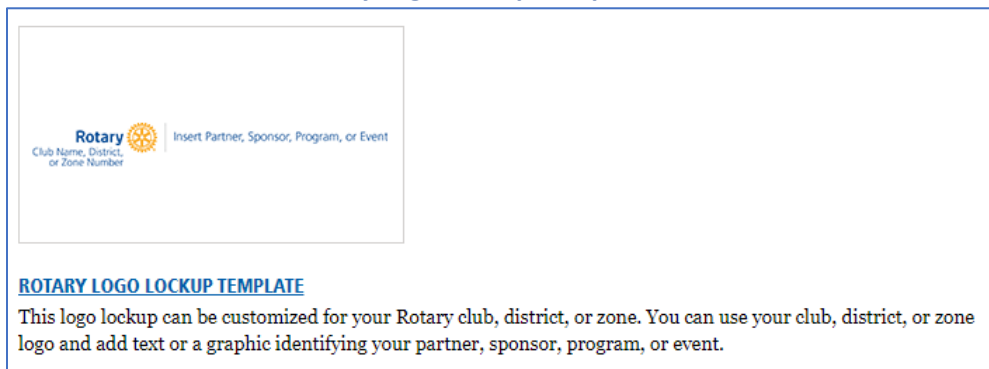 Rotary
Club Name, District,
or Zone Number
Insert Partner, Sponsor, Program, or Event
ROTARY LOGO LOCKUP TEMPLATE
This logo lockup can be customized for your Rotary club, district, or zone. You can use your club, district, or zone
logo and add text or a graphic identifying your partner, sponsor, program, or event.